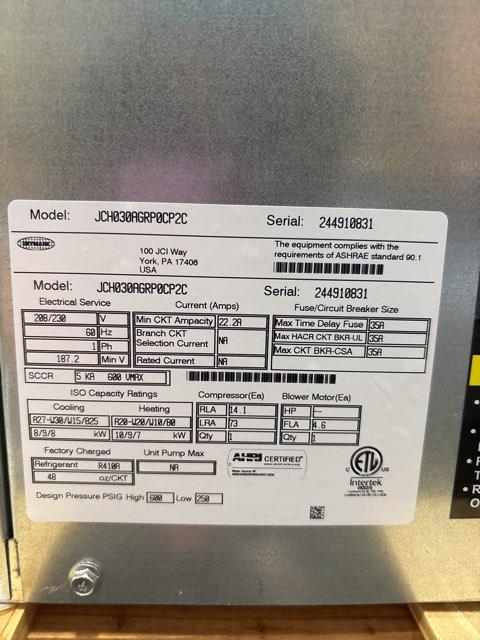 Model: JCH030AGRP0CP2C Serial: 244910831
SKYMARK
100 JCI Way
York, PA 17406
USA
The equipment complies with the
requirements of ASHRAE standard 90.1
Model: JCH030AGRP0CP2C Serial: 244910831
Electrical Service
208/230 V
60 Hz
1 Ph
187.2 Min V
Current (Amps)
Min CKT Ampacity 22.2A
Branch CKT
Selection Current NA
Rated Current NA
Fuse/Circuit Breaker Size
Max Time Delay Fuse 35A
Max HACR CKT BKR-UL 35A
Max CKT BKR-CSA 35A
SCCR 5 KA 600 VMAX
ISO Capacity Ratings
Cooling Heating
A27-W30/W15/B25 A20-W20/W10/B0
8/9/8 kW 10/9/7 kW
Compressor(Ea)
RLA 14.1
LRA 73
Qty 1
Blower Motor(Ea)
HP --
FLA 4.6
Qty 1
Factory Charged
Refrigerant R410A
48 oz/CKT
Unit Pump Max
NA
AHRI CERTIFIED
www.ahridirectory.org
C ETL US
Intertek
Design Pressure PSIG High 600 Low 250